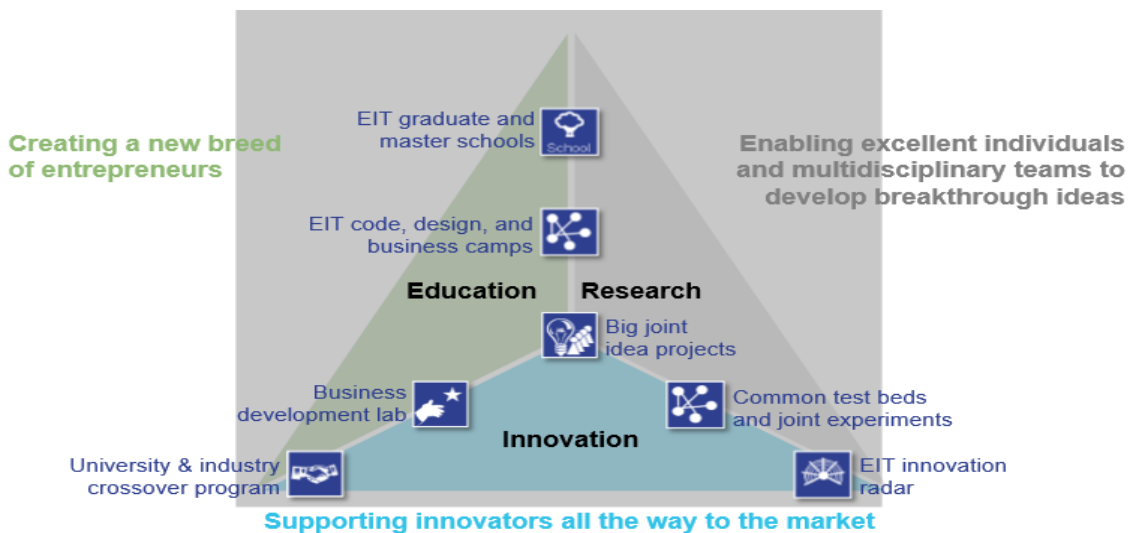 EIT graduate and
master schools
School
Creating a new breed
of entrepreneurs
Enabling excellent individuals
and multidisciplinary teams to
develop breakthrough ideas
EIT code, design, and
business camps
Education
Research
Big joint
idea projects
Business
development lab
Common test beds
and joint experiments
Innovation
University & industry
crossover program
EIT innovation
radar
Supporting innovators all the way to the market